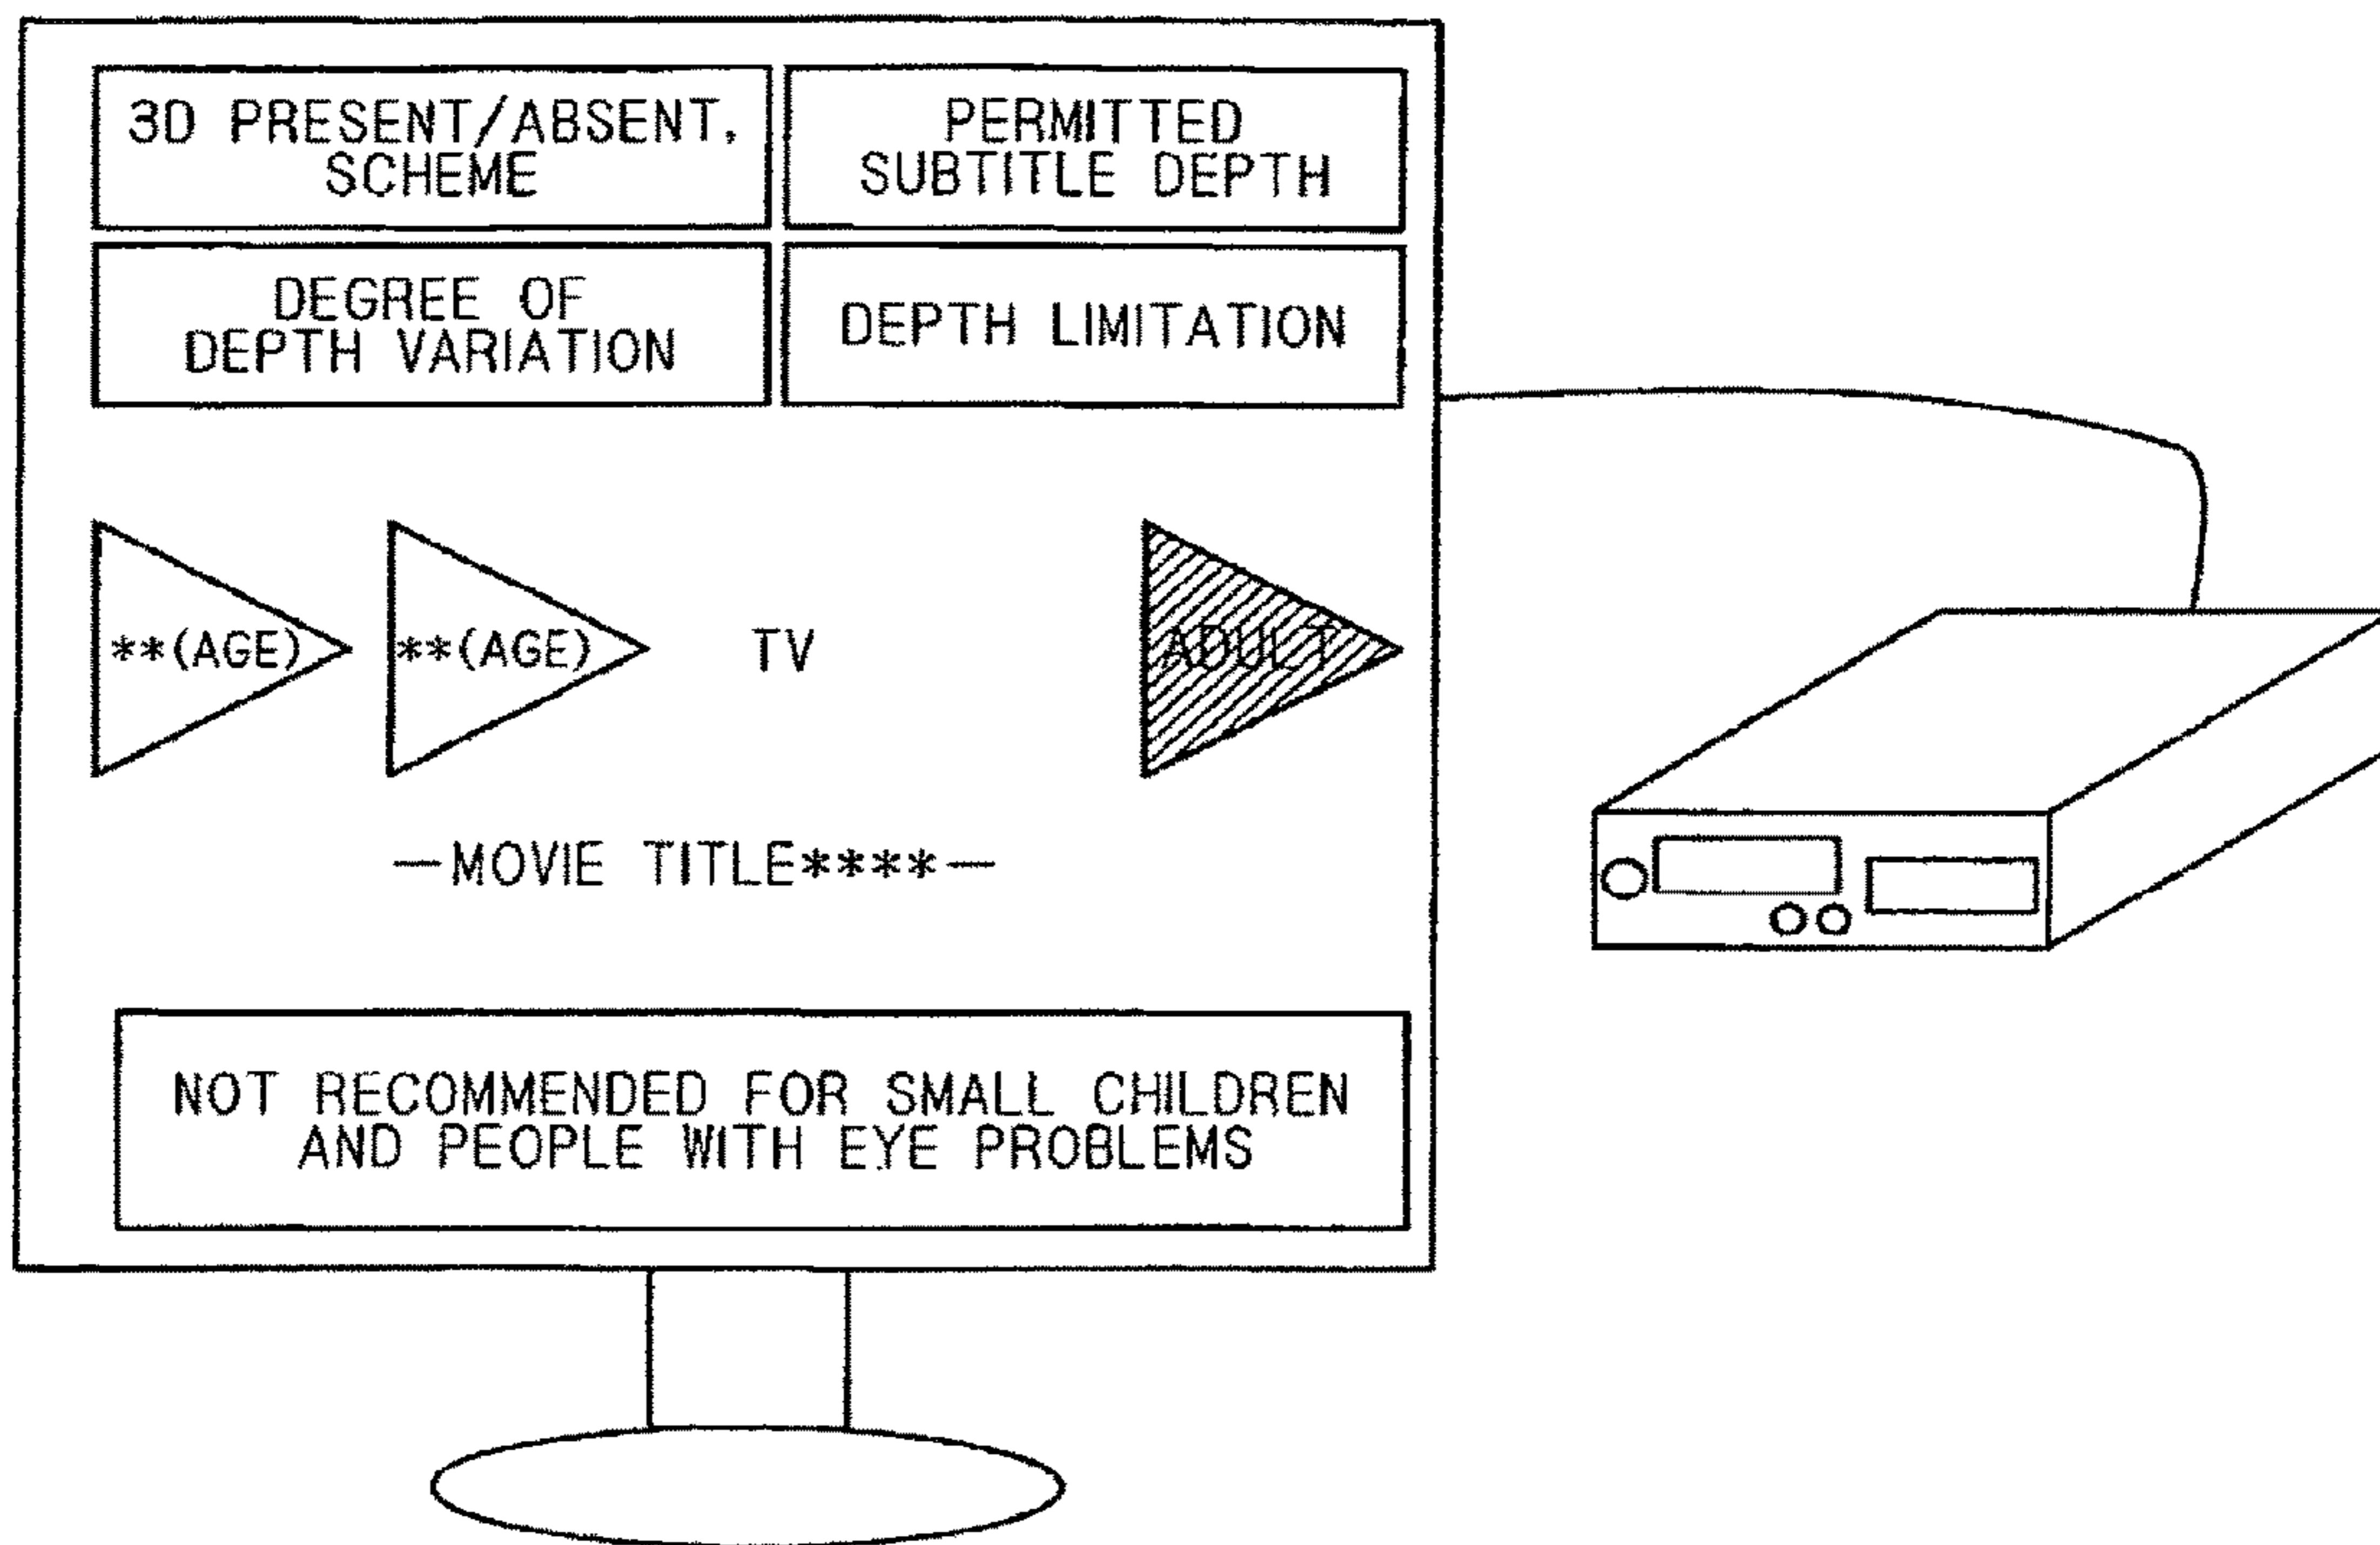 3D PRESENT/ABSENT,
SCHEME
PERMITTED
SUBTITLE DEPTH
DEGREE OF
DEPTH VARIATION
DEPTH LIMITATION
**(AGE)
**(AGE)
TV
ADULT
—MOVIE TITLE****—
NOT RECOMMENDED FOR SMALL CHILDREN
AND PEOPLE WITH EYE PROBLEMS